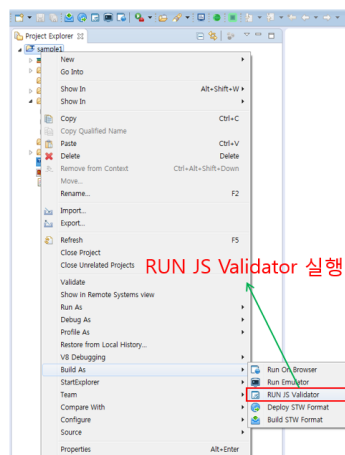 Project Explorer
sample1
New
Go Into
Show In Alt+Shift+W
Show In
Copy Ctrl+C
Copy Qualified Name
Paste Ctrl+V
Delete Delete
Remove from Context Ctrl+Alt+Shift+Down
Move...
Rename... F2
Import...
Export...
Refresh F5
Close Project
Close Unrelated Projects
RUN JS Validator 실행
Validate
Show in Remote Systems view
Run As
Debug As
Profile As
Restore from Local History...
V8 Debugging
Build As
Run On Browser
StartExplorer
Run Emulator
Team
RUN JS Validator
Compare With
Deploy STW Format
Configure
Build STW Format
Source
Properties Alt+Enter